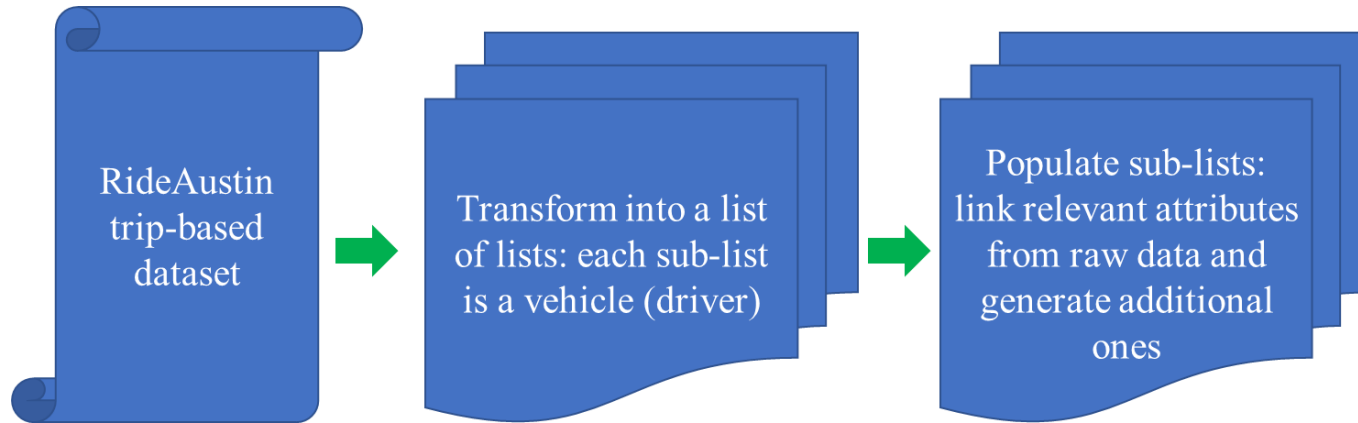 RideAustin
trip-based
dataset
Transform into a list
of lists: each sub-list
is a vehicle (driver)
Populate sub-lists:
link relevant attributes
from raw data and
generate additional
ones